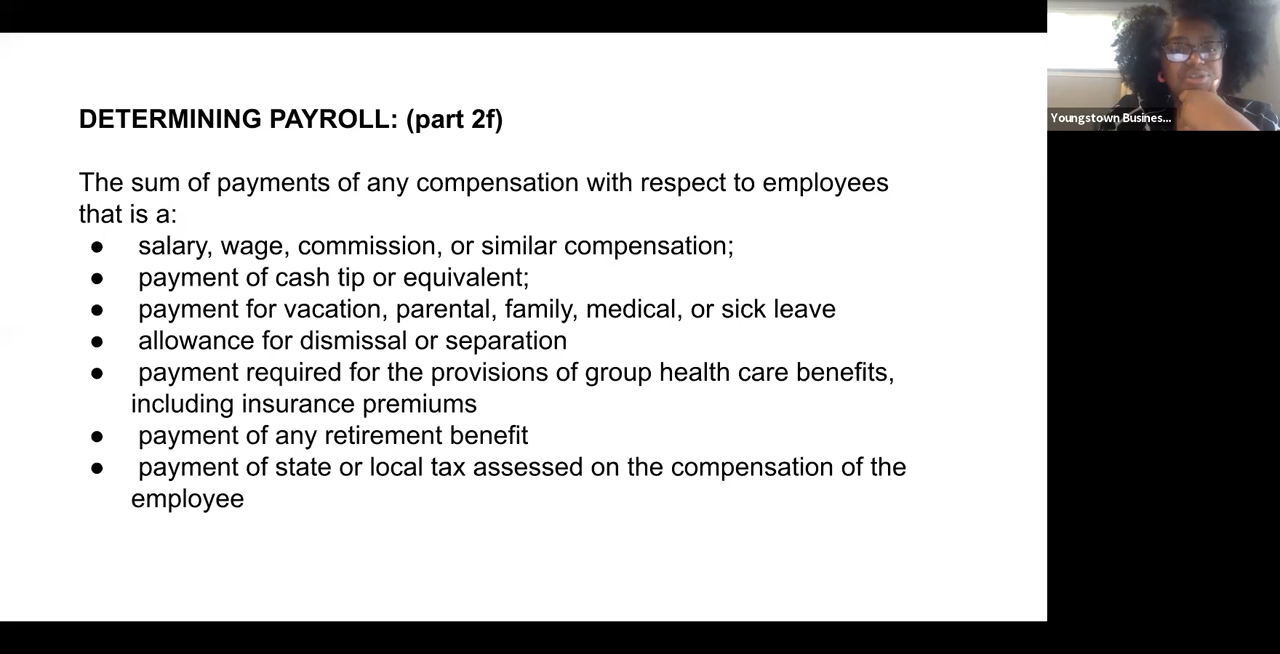 DETERMINING PAYROLL: (part 2f)
The sum of payments of any compensation with respect to employees
that is a:
● salary, wage, commission, or similar compensation;
● payment of cash tip or equivalent;
● payment for vacation, parental, family, medical, or sick leave
● allowance for dismissal or separation
● payment required for the provisions of group health care benefits,
including insurance premiums
● payment of any retirement benefit
● payment of state or local tax assessed on the compensation of the
employee
Youngstown Busines...